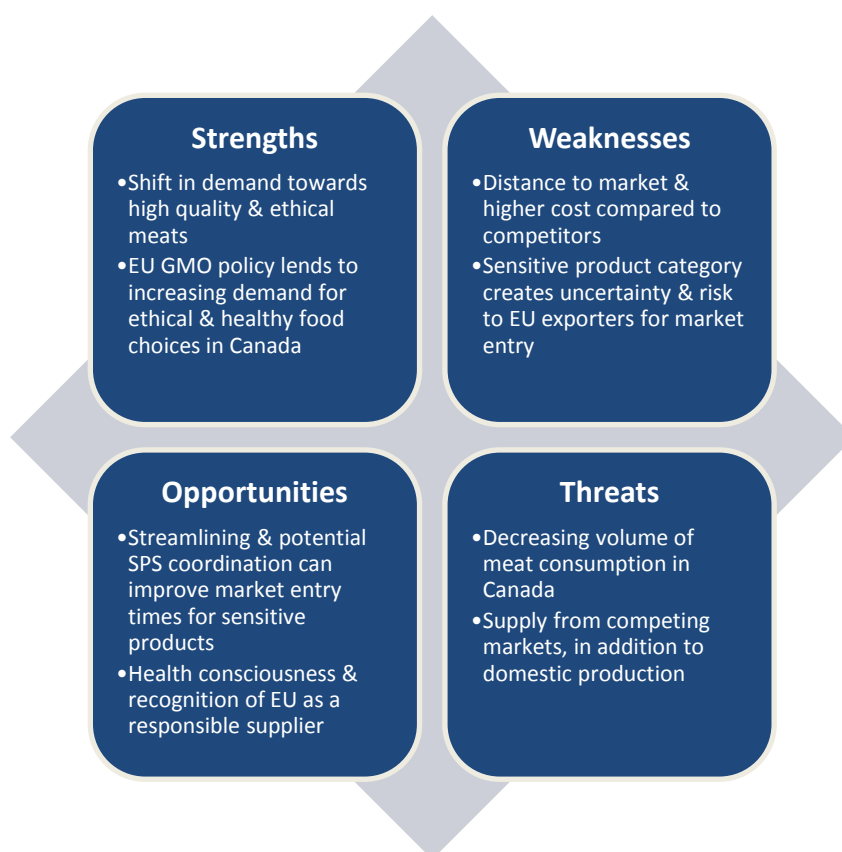 Strengths
•Shift in demand towards
high quality & ethical
meats
•EU GMO policy lends to
increasing demand for
ethical & healthy food
choices in Canada
Weaknesses
•Distance to market &
higher cost compared to
competitors
•Sensitive product category
creates uncertainty & risk
to EU exporters for market
entry
Opportunities
•Streamlining & potential
SPS coordination can
improve market entry
times for sensitive
products
•Health consciousness &
recognition of EU as a
responsible supplier
Threats
•Decreasing volume of
meat consumption in
Canada
•Supply from competing
markets, in addition to
domestic production